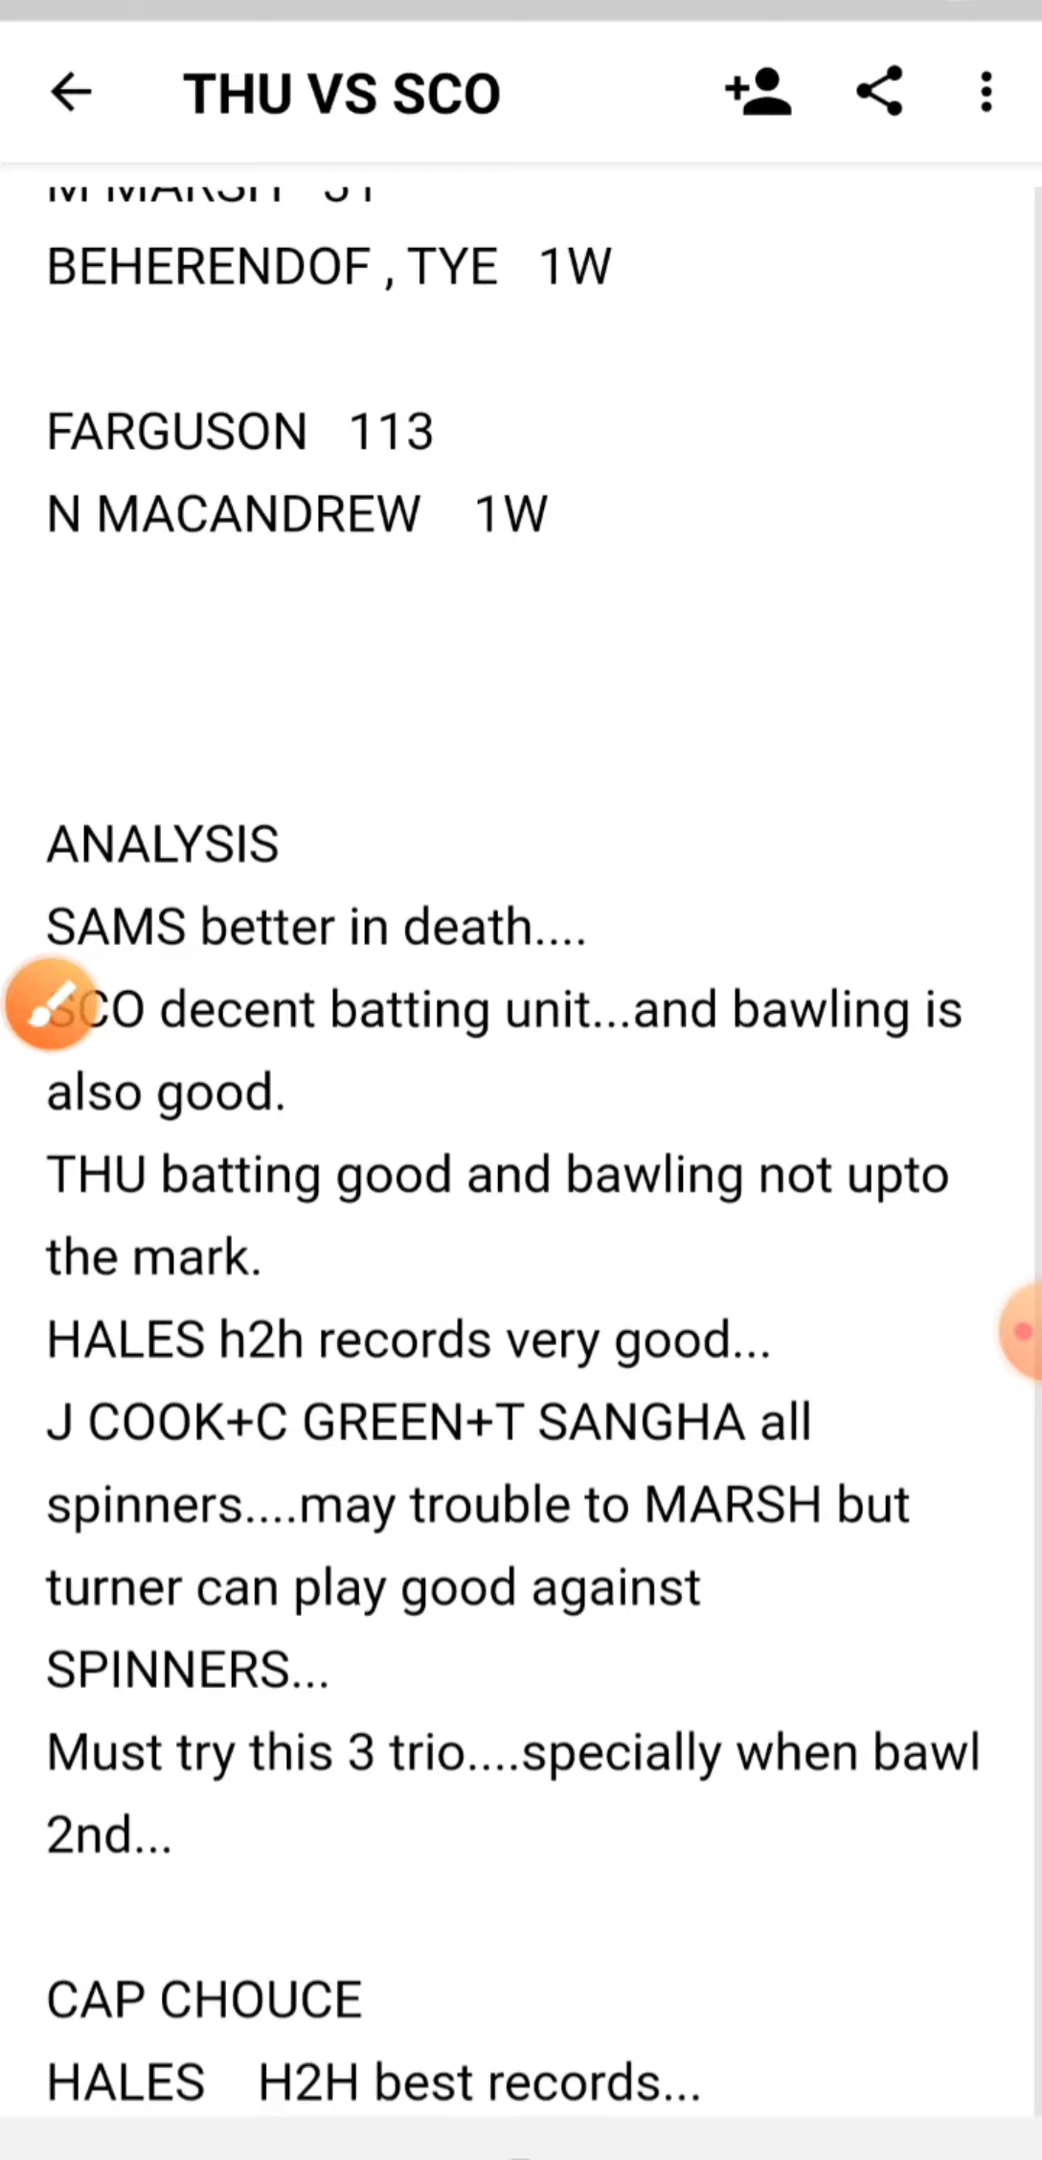 THU VS SCO
BEHERENDOF , TYE 1W
FARGUSON 113
N MACANDREW 1W
ANALYSIS
SAMS better in death....
SCO decent batting unit...and bawling is
also good.
THU batting good and bawling not upto
the mark.
HALES h2h records very good...
J COOK+C GREEN+T SANGHA all
spinners....may trouble to MARSH but
turner can play good against
SPINNERS...
Must try this 3 trio....specially when bawl
2nd...
CAP CHOUCE
HALES H2H best records...